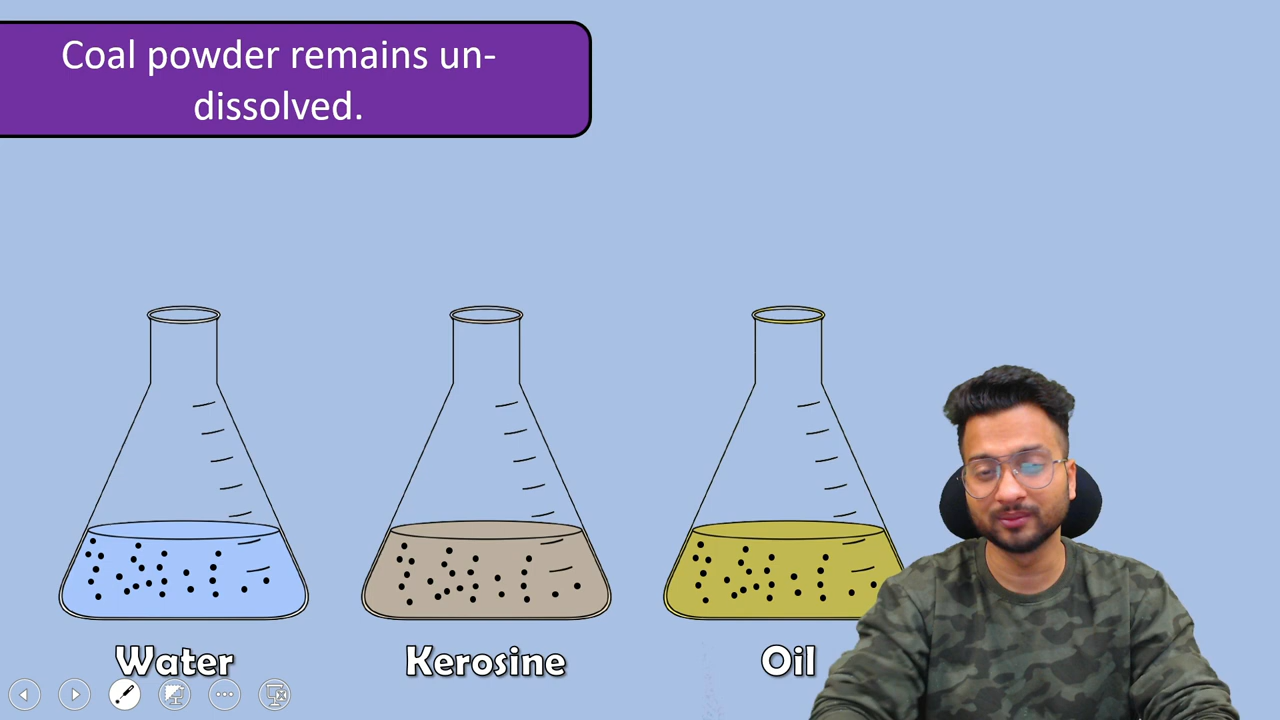 Coal powder remains un-
dissolved.
Water
Kerosine
Oil